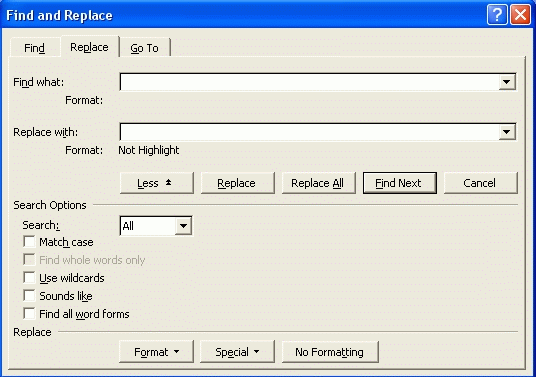 Find and Replace
Find Replace Go To
Find what:
Format:
Replace with:
Format: Not Highlight
Less Replace Replace All Find Next Cancel
Search Options
Search: All
Match case
Find whole words only
Use wildcards
Sounds like
Find all word forms
Replace
Format Special No Formatting